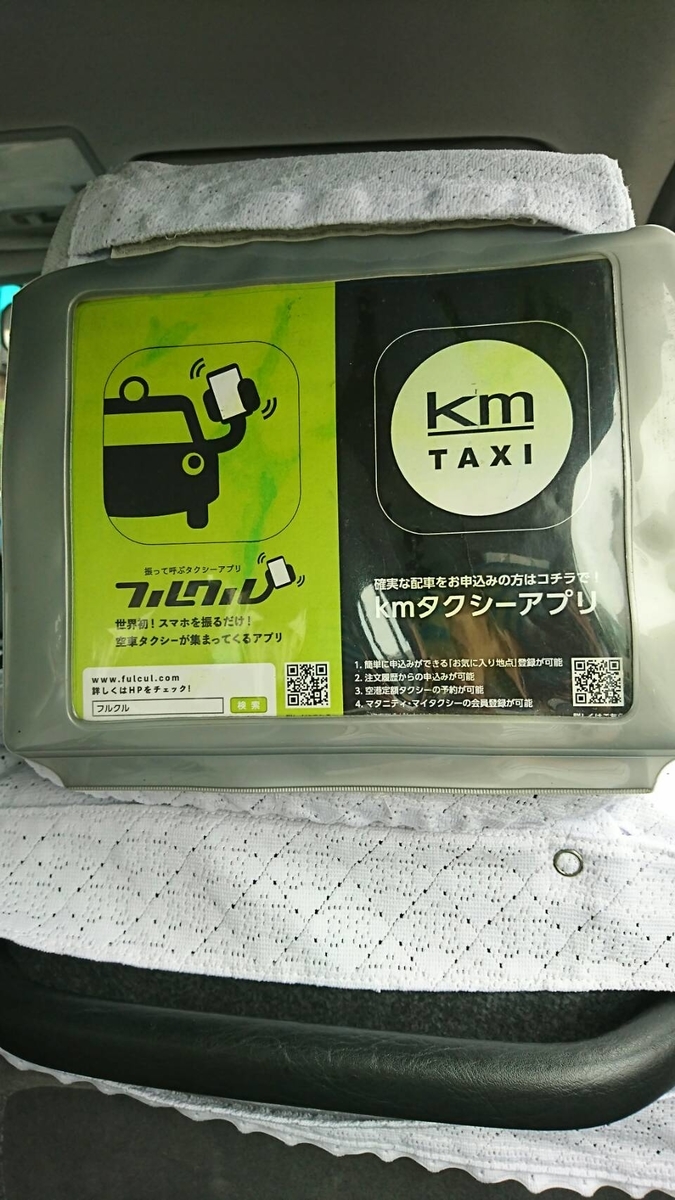 振って呼ぶタクシーアプリ
フルクル
世界初!スマホを振るだけ!
空車タクシーが集まってくるアプリ
www.fulcul.com
詳しくはHPをチェック!
フルクル
検索
km
TAXI
確実な配車をお申込みの方はコチラで!
kmタクシーアプリ
1. 簡単に申込みができる「お気に入り地点」登録が可能
2. 注文履歴からの申込みが可能
3. 空港定額タクシーの予約が可能
4. マタニティ・マイタクシーの会員登録が可能